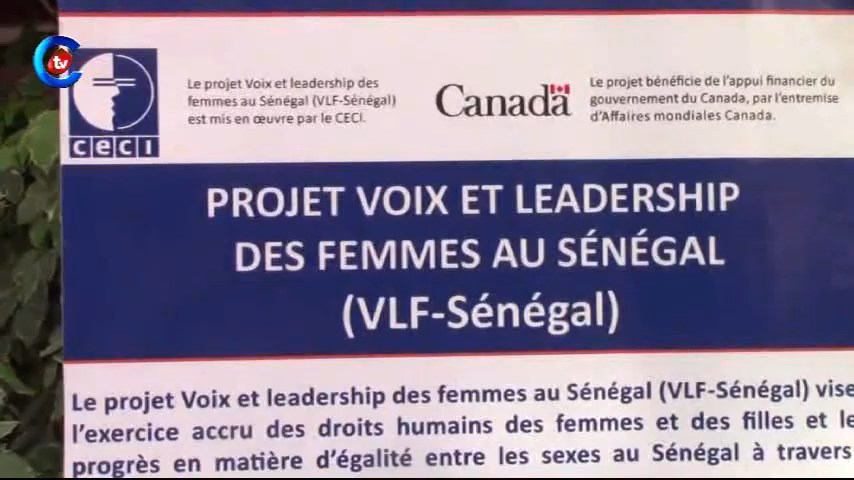 tv
ceci
Le projet Voix et leadership des
femmes au Sénégal (VLF-Sénégal)
est mis en œuvre par le CECI.
Canada
Le projet bénéficie de l'appui financier du
gouvernement du Canada, par l'entremise
d'Affaires mondiales Canada.
PROJET VOIX ET LEADERSHIP
DES FEMMES AU SÉNÉGAL
(VLF-Sénégal)
Le projet Voix et leadership des femmes au Sénégal (VLF-Sénégal) vise
l'exercice accru des droits humains des femmes et des filles et le
progrès en matière d'égalité entre les sexes au Sénégal à travers